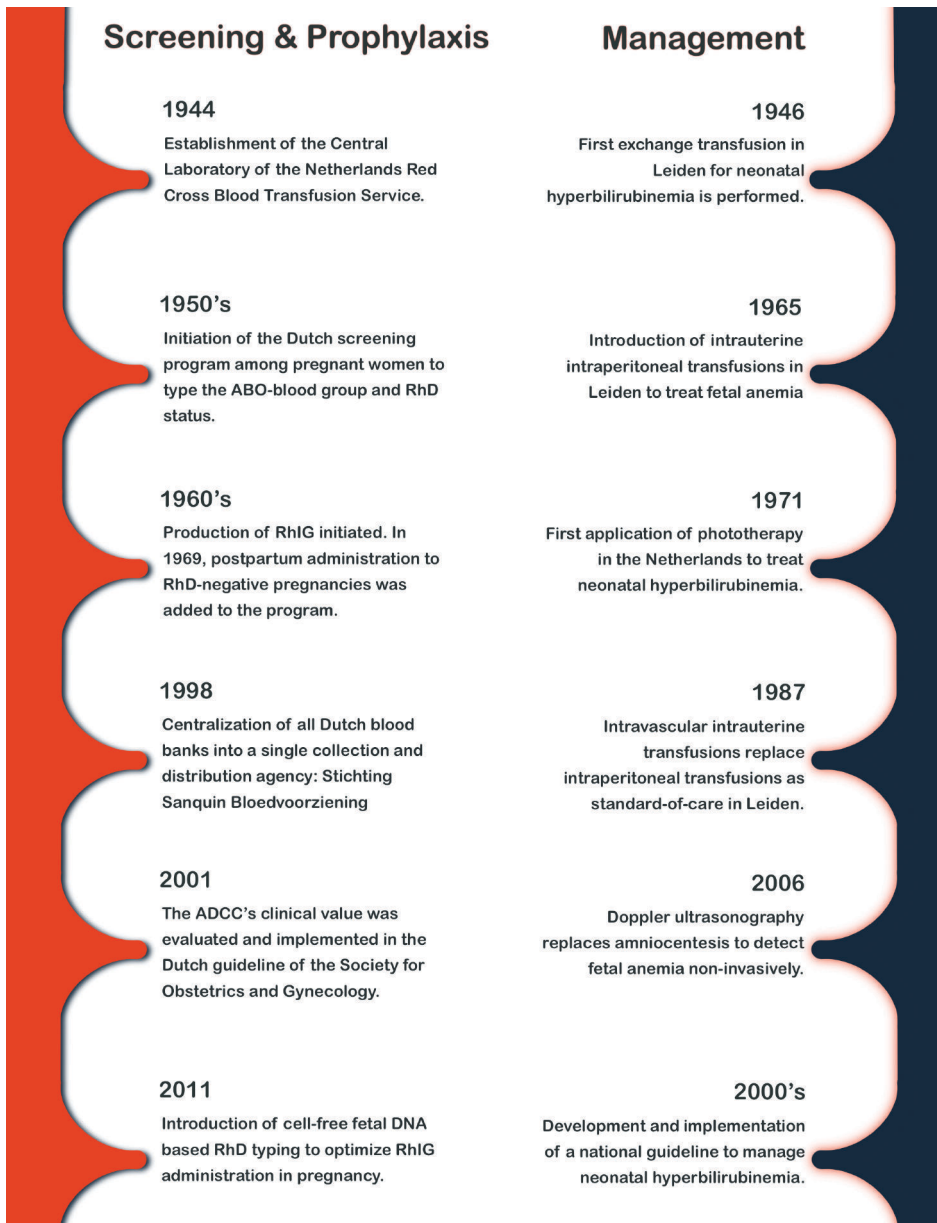 Screening & Prophylaxis
1944
Establishment of the Central
Laboratory of the Netherlands Red
Cross Blood Transfusion Service.
1950's
Initiation of the Dutch screening
program among pregnant women to
type the ABO-blood group and RhD
status.
1960's
Production of RhIG initiated. In
1969, postpartum administration to
RhD-negative pregnancies was
added to the program.
1998
Centralization of all Dutch blood
banks into a single collection and
distribution agency: Stichting
Sanquin Bloedvoorziening
2001
The ADCC's clinical value was
evaluated and implemented in the
Dutch guideline of the Society for
Obstetrics and Gynecology.
2011
Introduction of cell-free fetal DNA
based RhD typing to optimize RhIG
administration in pregnancy.
Management
1946
First exchange transfusion in
Leiden for neonatal
hyperbilirubinemia is performed.
1965
Introduction of intrauterine
intraperitoneal transfusions in
Leiden to treat fetal anemia
1971
First application of phototherapy
in the Netherlands to treat
neonatal hyperbilirubinemia.
1987
Intravascular intrauterine
transfusions replace
intraperitoneal transfusions as
standard-of-care in Leiden.
2006
Doppler ultrasonography
replaces amniocentesis to detect
fetal anemia non-invasively.
2000's
Development and implementation
of a national guideline to manage
neonatal hyperbilirubinemia.